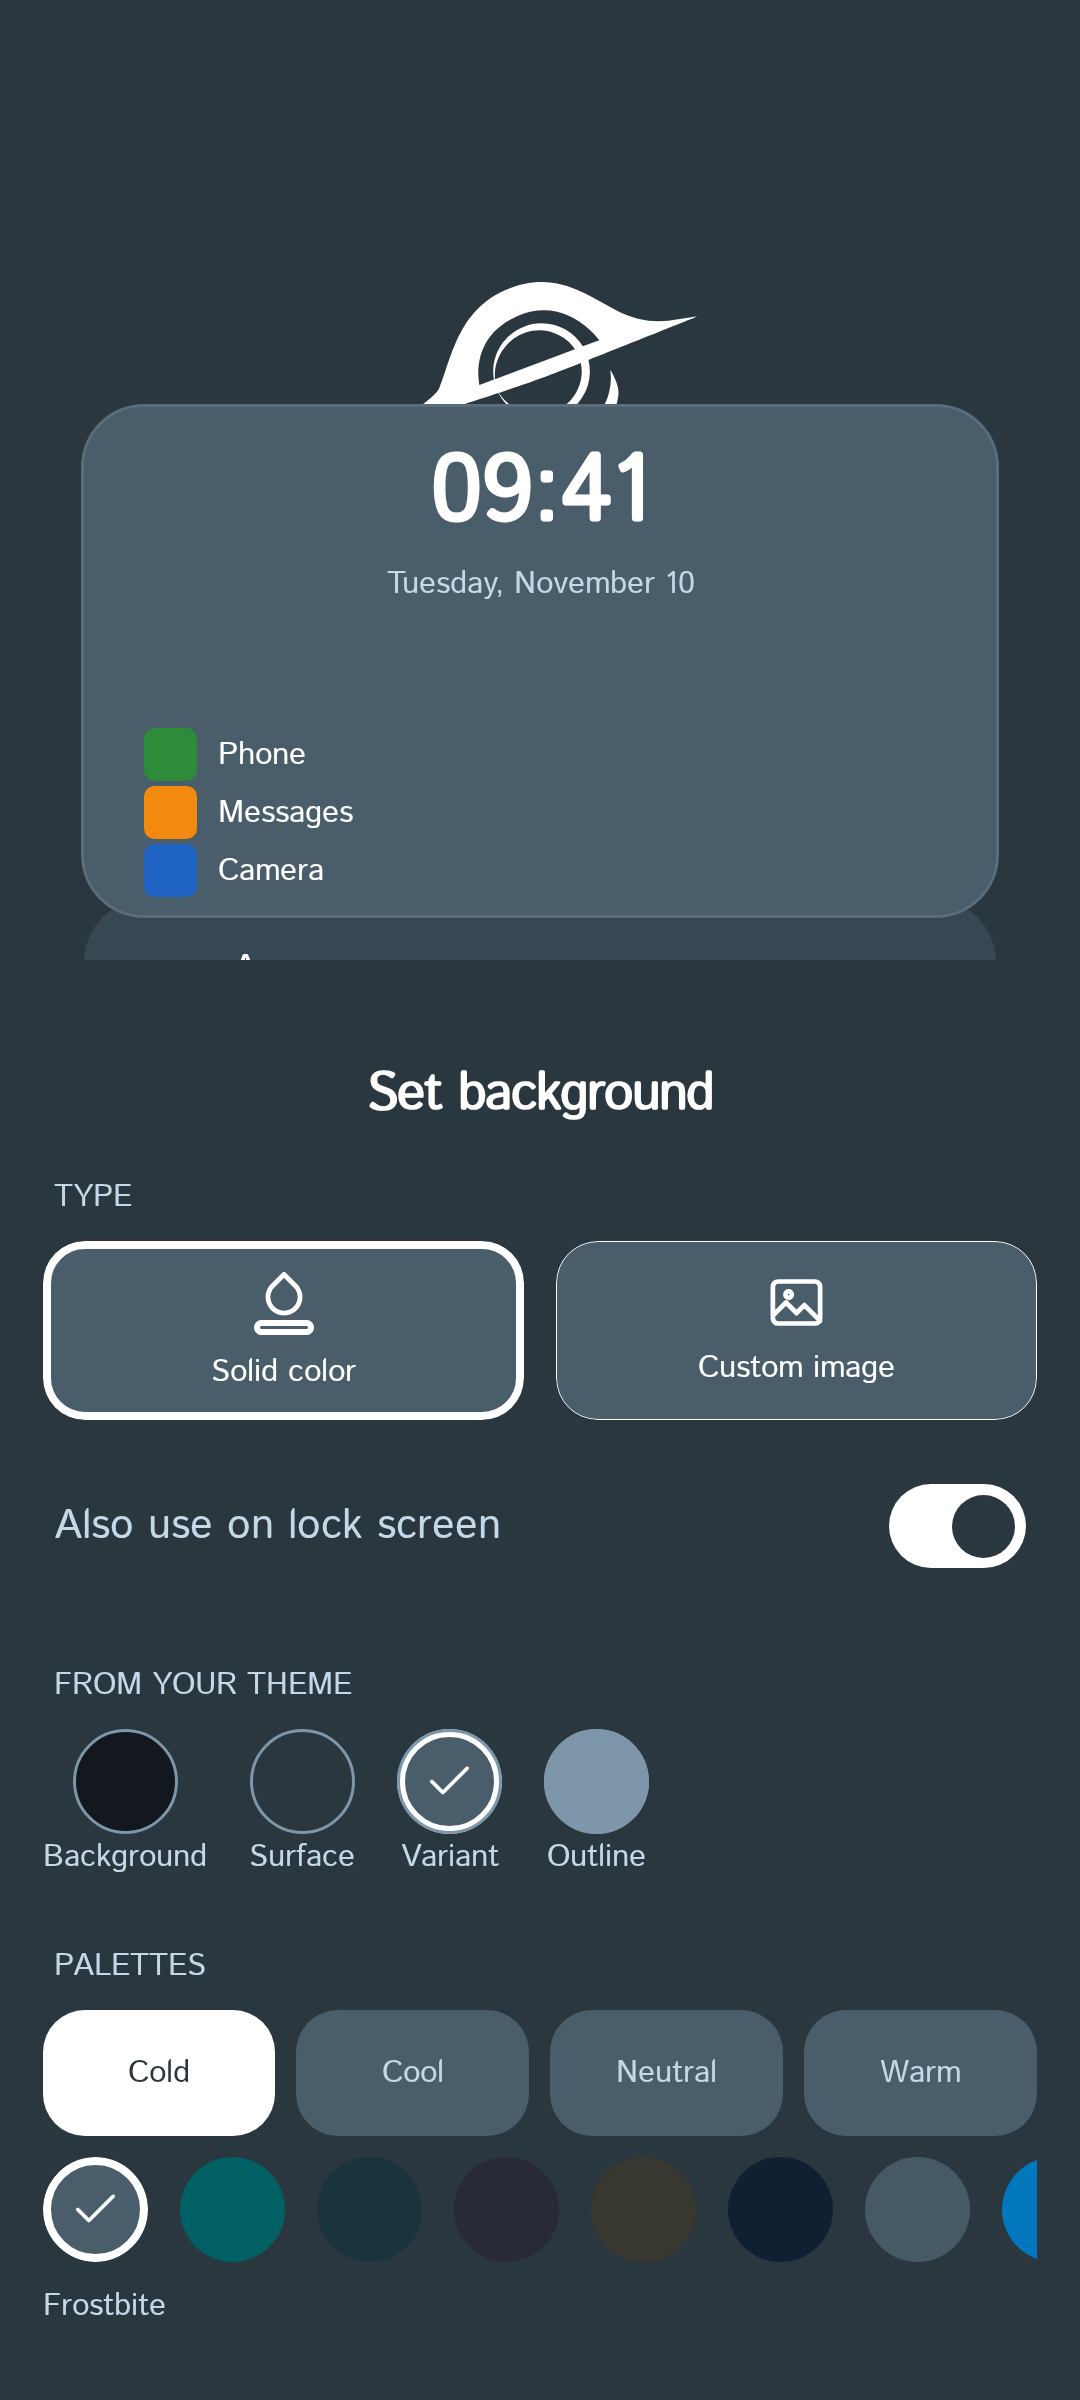 09:41
Tuesday, November 10
Phone
Messages
Camera
Set background
TYPE
Solid color
Custom image
Also use on lock screen
FROM YOUR THEME
Background
Surface
Variant
Outline
PALETTES
Cold
Cool
Neutral
Warm
Frostbite